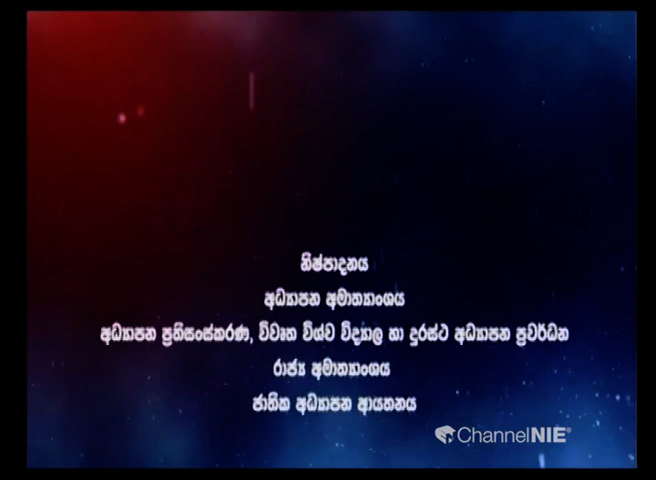 නිෂ්පාදනය
අධ්‍යාපන අමාත්‍යාංශය
අධ්‍යාපන ප්‍රතිසංස්කරණ, විවෘත විශ්ව විද්‍යාල හා දුරස්ථ අධ්‍යාපන ප්‍රවර්ධන
රාජ්‍ය අමාත්‍යාංශය
ජාතික අධ්‍යාපන ආයතනය
ChannelNIE®